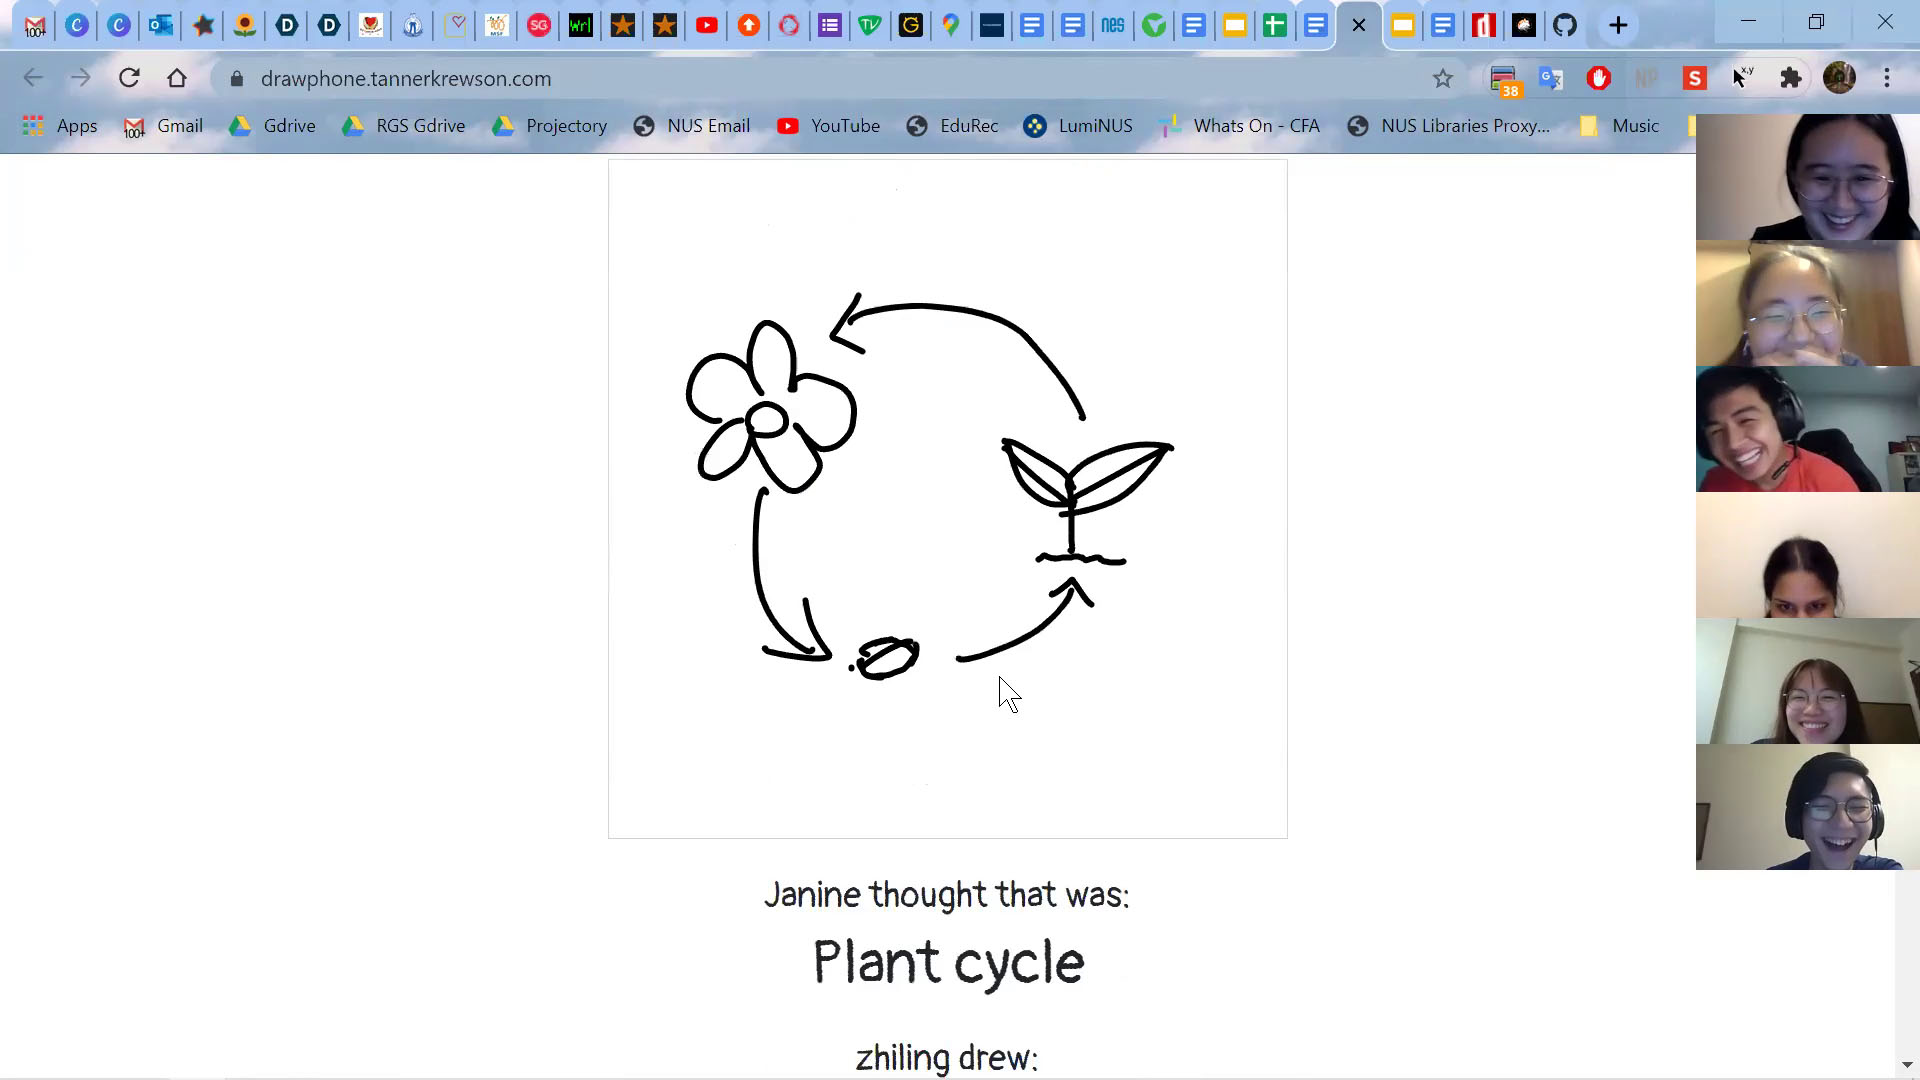 drawphone.tannerkrewson.com
38
Apps
Gmail
Gdrive
RGS Gdrive
Projectory
NUS Email
YouTube
EduRec
LumiNUS
Whats On - CFA
NUS Libraries Proxy...
Music
Janine thought that was:
Plant cycle
zhiling drew: